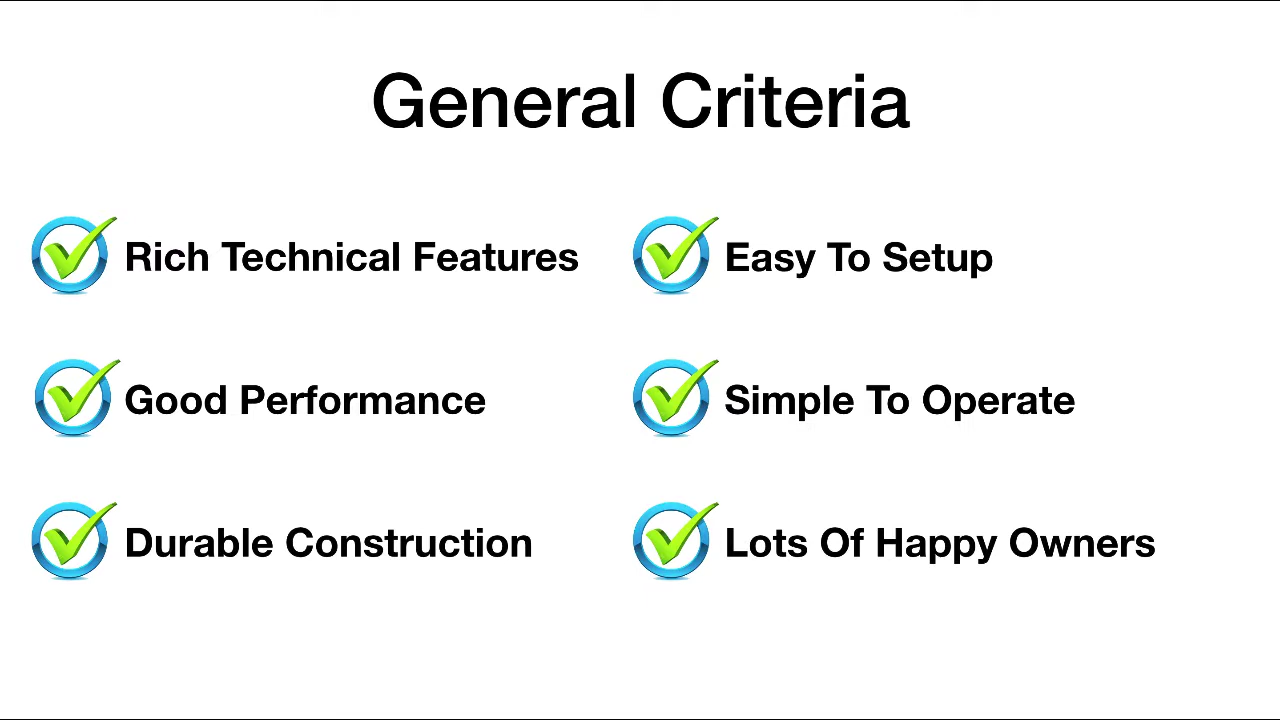 General Criteria
Rich Technical Features
Easy To Setup
Good Performance
Simple To Operate
Durable Construction
Lots Of Happy Owners